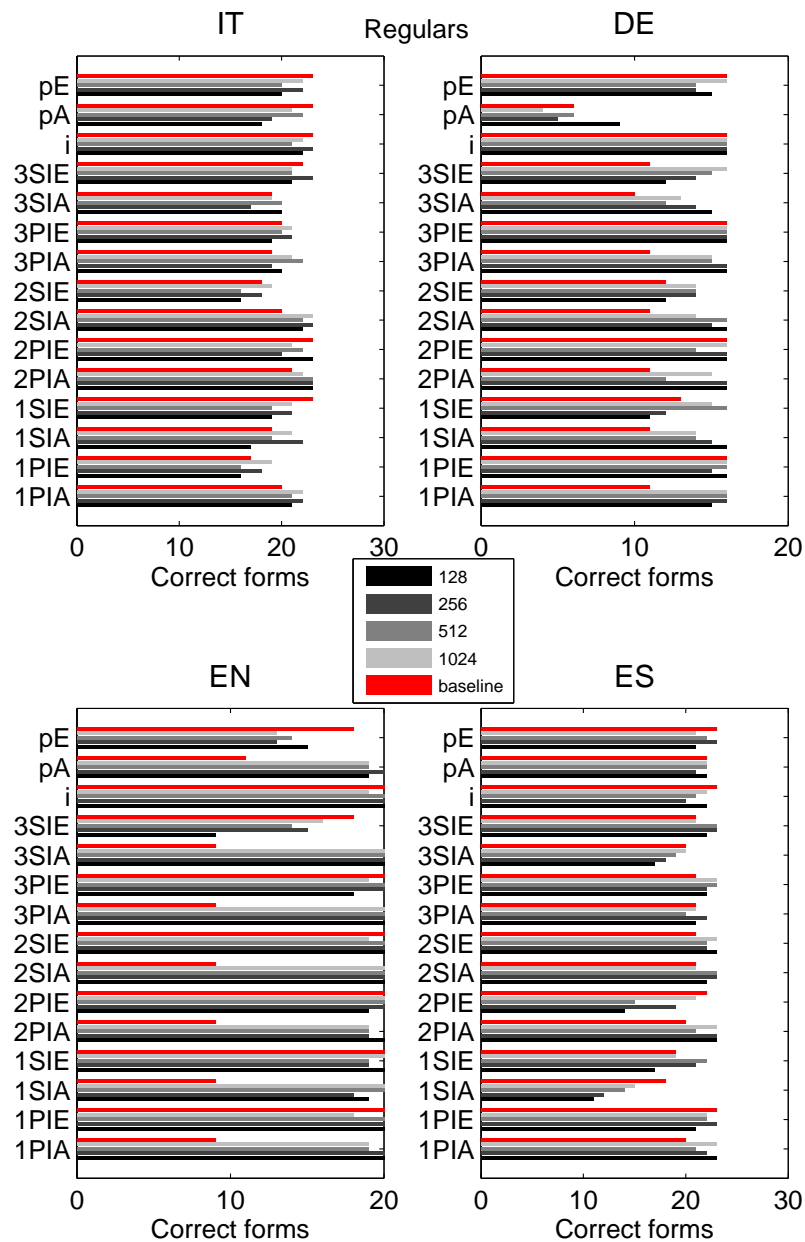 Regulars
IT
pE
pA
i
3SIE
3SIA
3PIE
3PIA
2SIE
2SIA
2PIE
2PIA
1SIE
1SIA
1PIE
1PIA
0 10 20 30
Correct forms
DE
pE
pA
i
3SIE
3SIA
3PIE
3PIA
2SIE
2SIA
2PIE
2PIA
1SIE
1SIA
1PIE
1PIA
0 10 20
Correct forms
128
256
512
1024
baseline
EN
pE
pA
i
3SIE
3SIA
3PIE
3PIA
2SIE
2SIA
2PIE
2PIA
1SIE
1SIA
1PIE
1PIA
0 10 20
Correct forms
ES
pE
pA
i
3SIE
3SIA
3PIE
3PIA
2SIE
2SIA
2PIE
2PIA
1SIE
1SIA
1PIE
1PIA
0 10 20 30
Correct forms